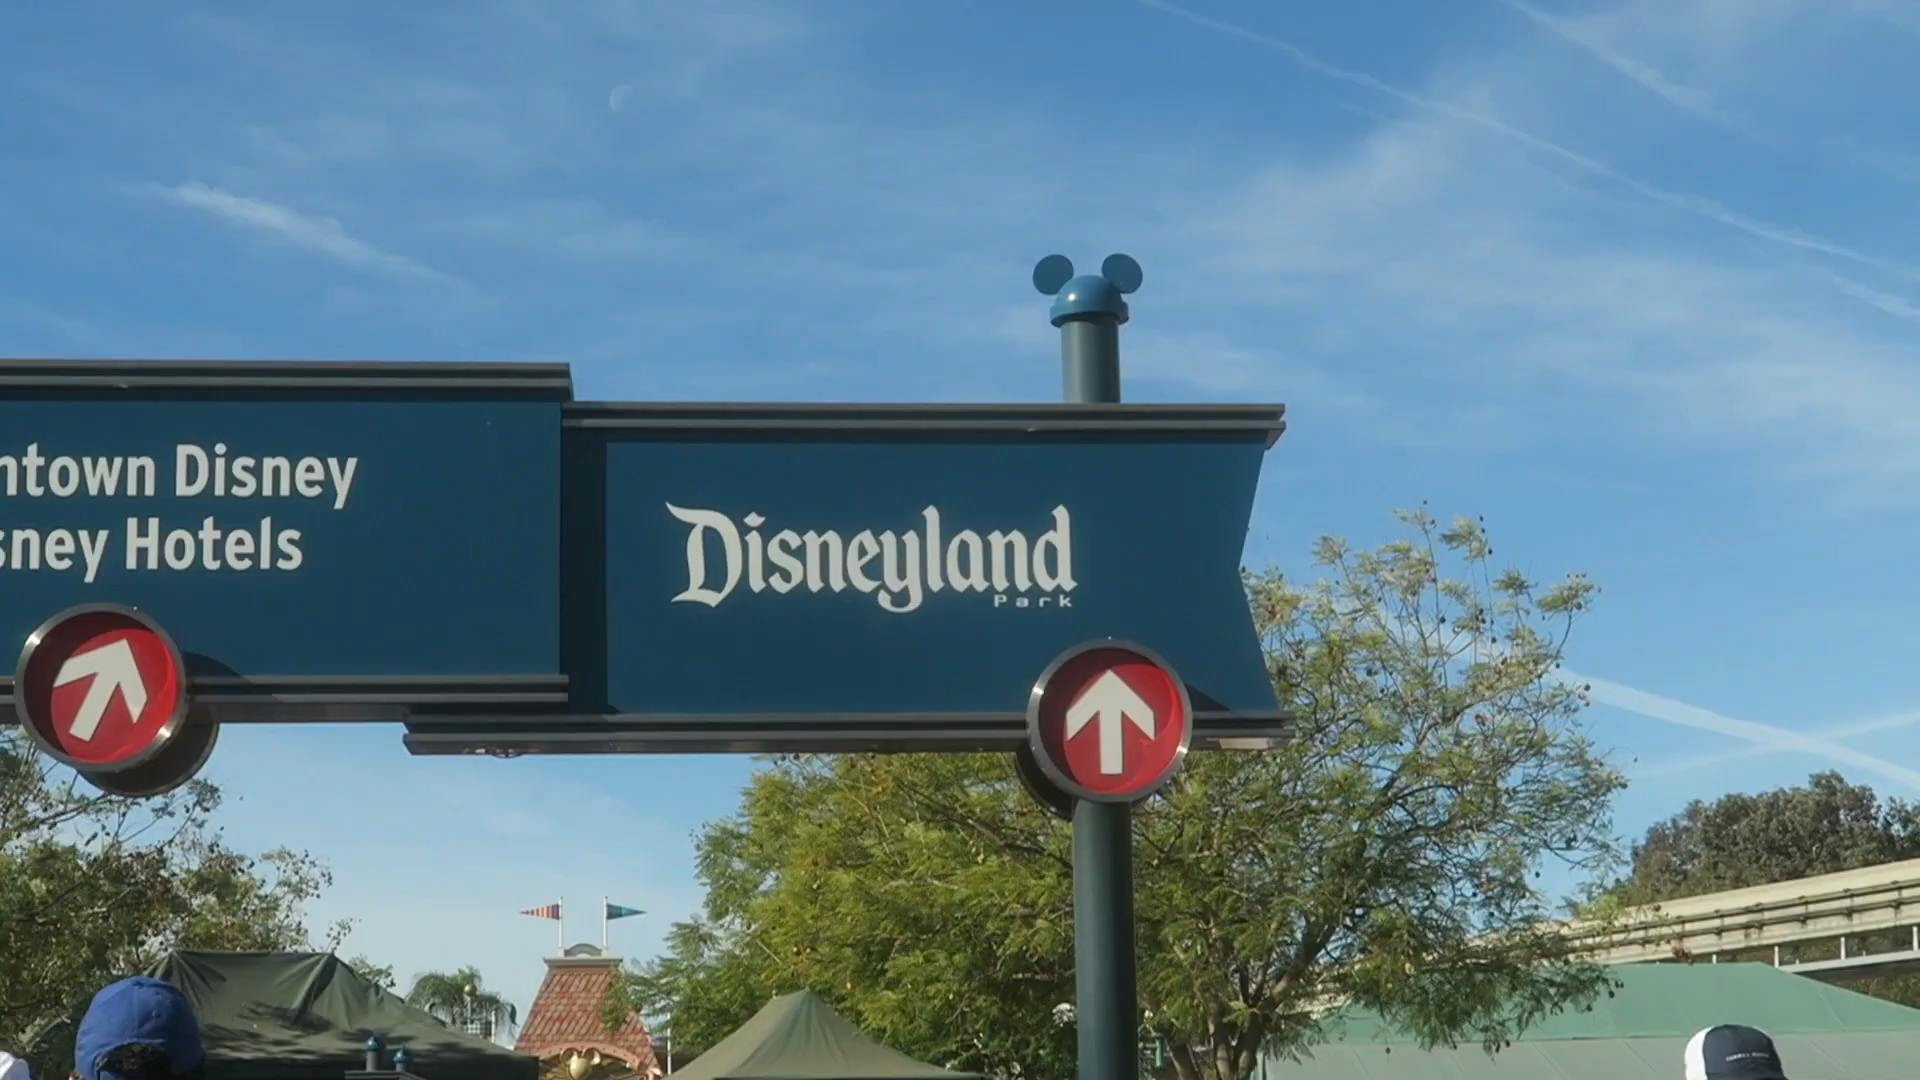 ntown Disney
sney Hotels
Disneyland
Park